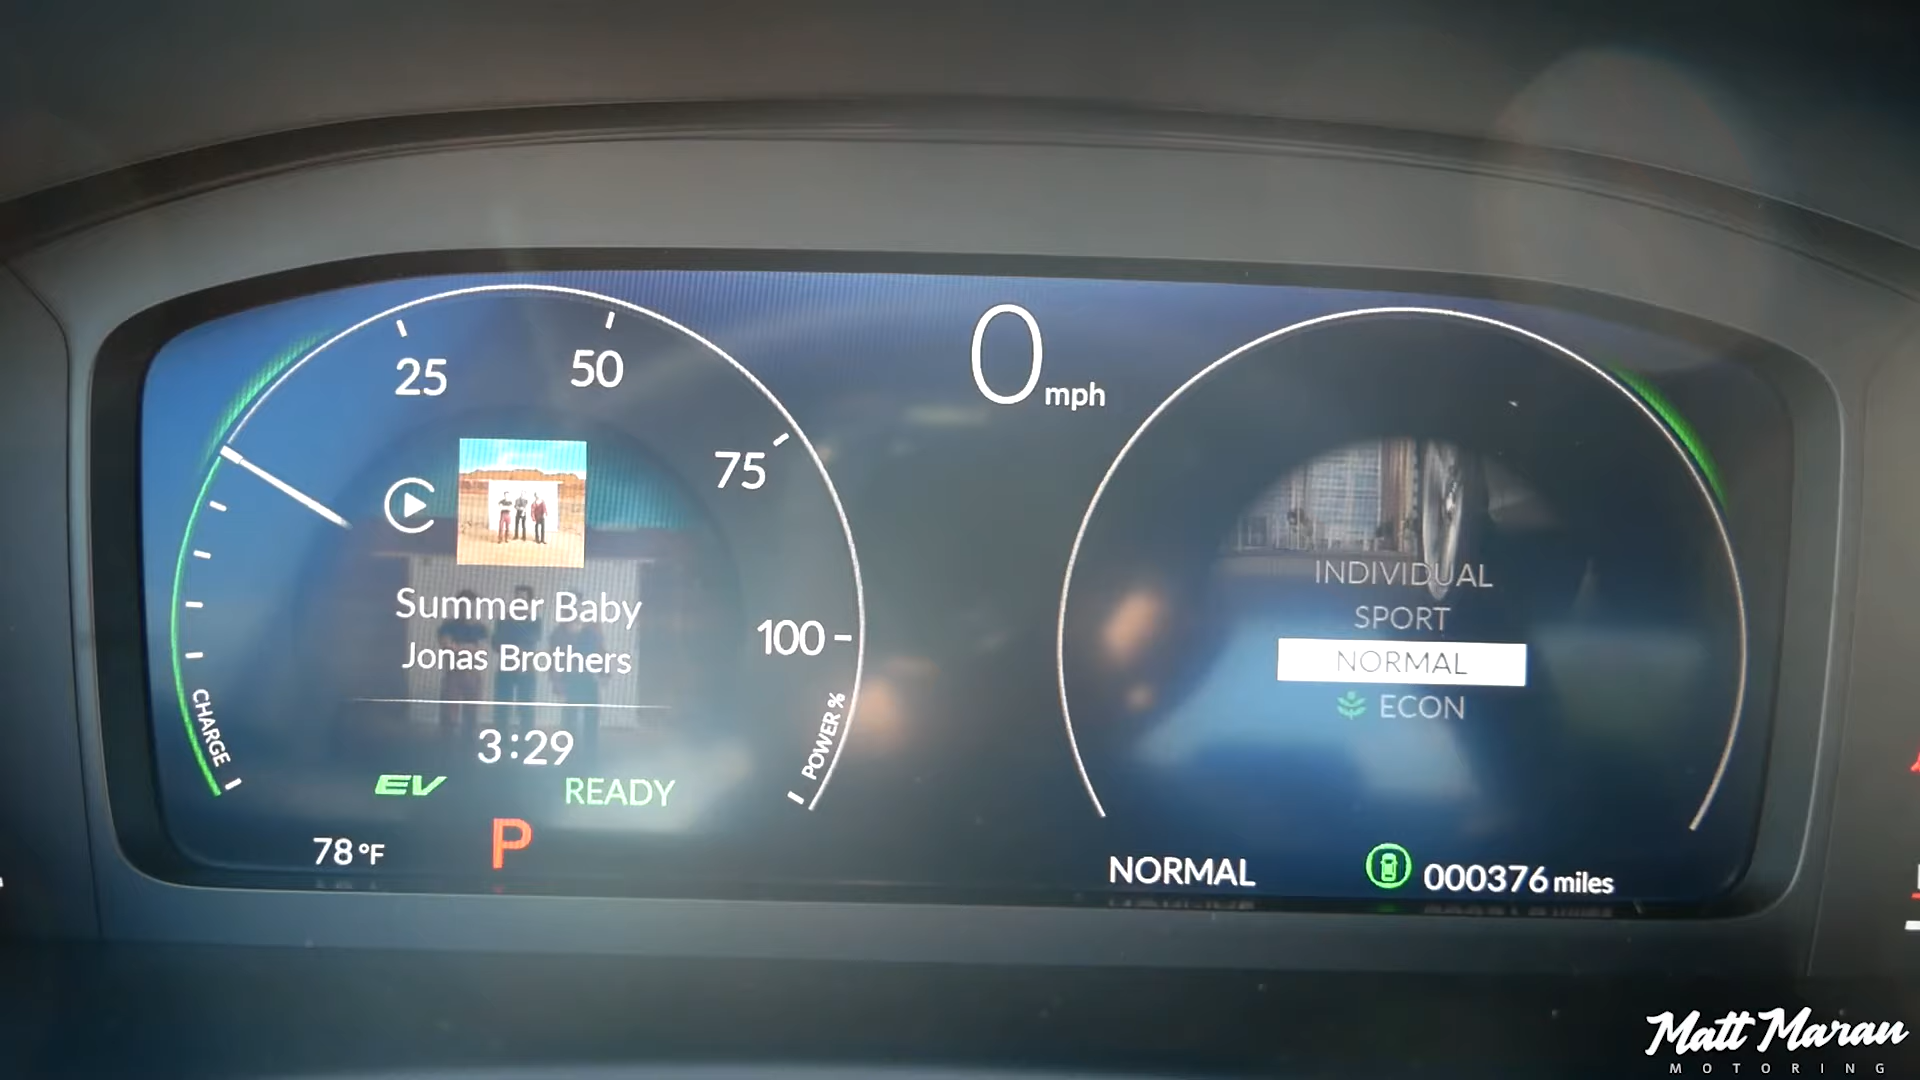 0 mph
25
50
75
100
CHARGE
POWER %
Summer Baby
Jonas Brothers
3:29
EV
READY
78 °F
P
INDIVIDUAL
SPORT
NORMAL
ECON
NORMAL
000376 miles
Matt Maran
MOTORING